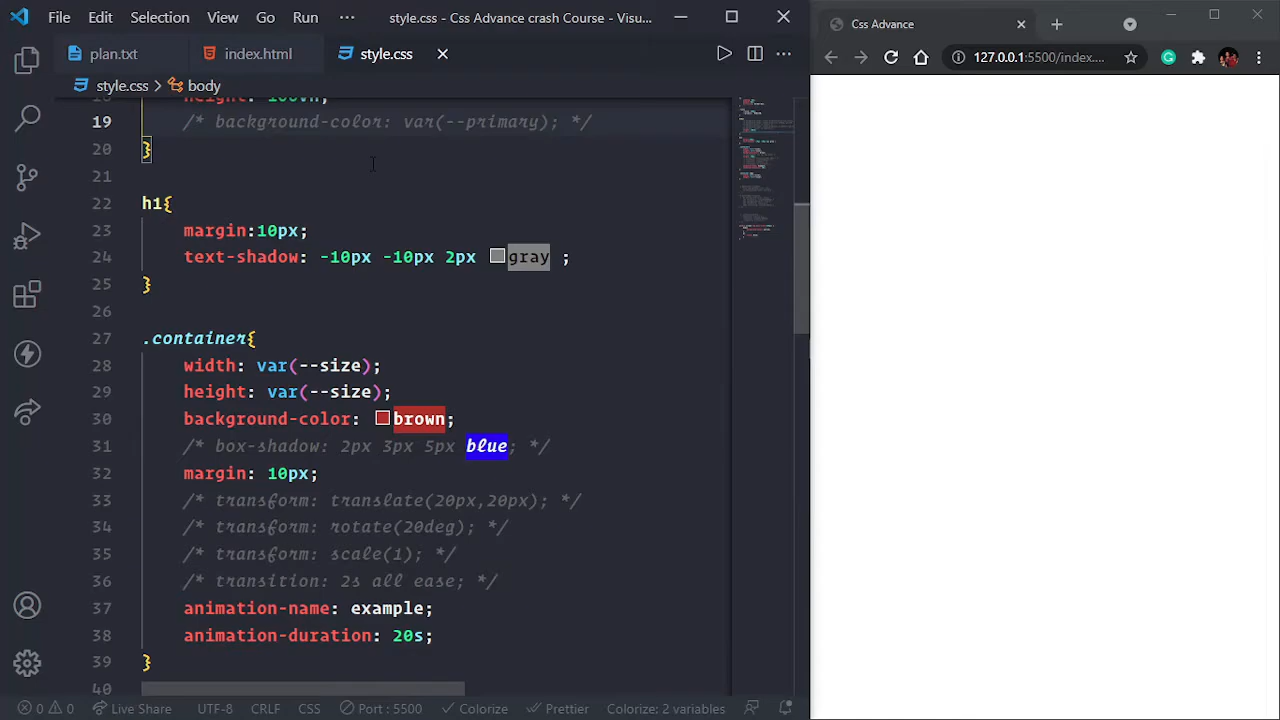 File Edit Selection View Go Run ··· style.css - Css Advance crash Course - Visu...
plan.txt index.html style.css
style.css > body
18 height: 100vh;
19 /* background-color: var(--primary); */
20 }
21
22 h1{
23 margin:10px;
24 text-shadow: -10px -10px 2px gray ;
25 }
26
27 .container{
28 width: var(--size);
29 height: var(--size);
30 background-color: brown;
31 /* box-shadow: 2px 3px 5px blue; */
32 margin: 10px;
33 /* transform: translate(20px,20px); */
34 /* transform: rotate(20deg); */
35 /* transform: scale(1); */
36 /* transition: 2s all ease; */
37 animation-name: example;
38 animation-duration: 20s;
39 }
40
0 0 Live Share UTF-8 CRLF CSS Port : 5500 Colorize Prettier Colorize: 2 variables
Css Advance
127.0.0.1:5500/index....